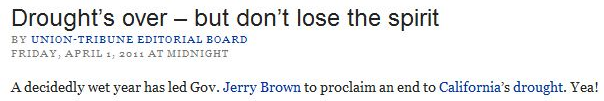 Drought’s over – but don’t lose the spirit
BY UNION-TRIBUNE EDITORIAL BOARD
FRIDAY, APRIL 1, 2011 AT MIDNIGHT
A decidedly wet year has led Gov. Jerry Brown to proclaim an end to California’s drought. Yea!